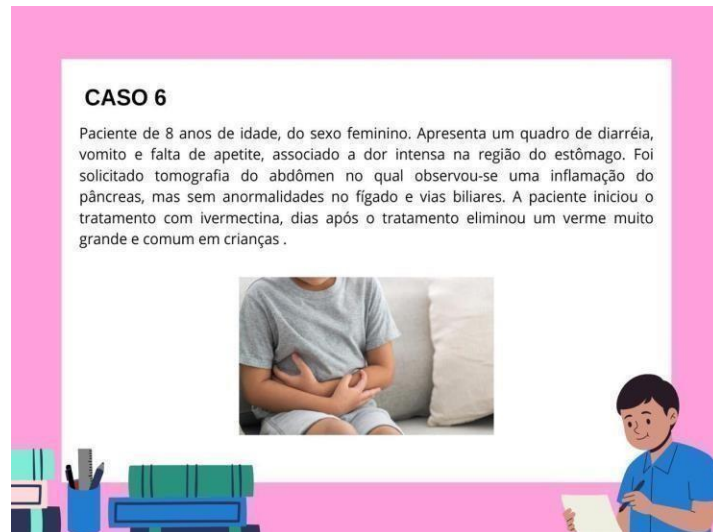 CASO 6
Paciente de 8 anos de idade, do sexo feminino. Apresenta um quadro de diarréia,
vomito e falta de apetite, associado a dor intensa na região do estômago. Foi
solicitado tomografia do abdômen no qual observou-se uma inflamação do
pâncreas, mas sem anormalidades no fígado e vias biliares. A paciente iniciou o
tratamento com ivermectina, dias após o tratamento eliminou um verme muito
grande e comum em crianças .